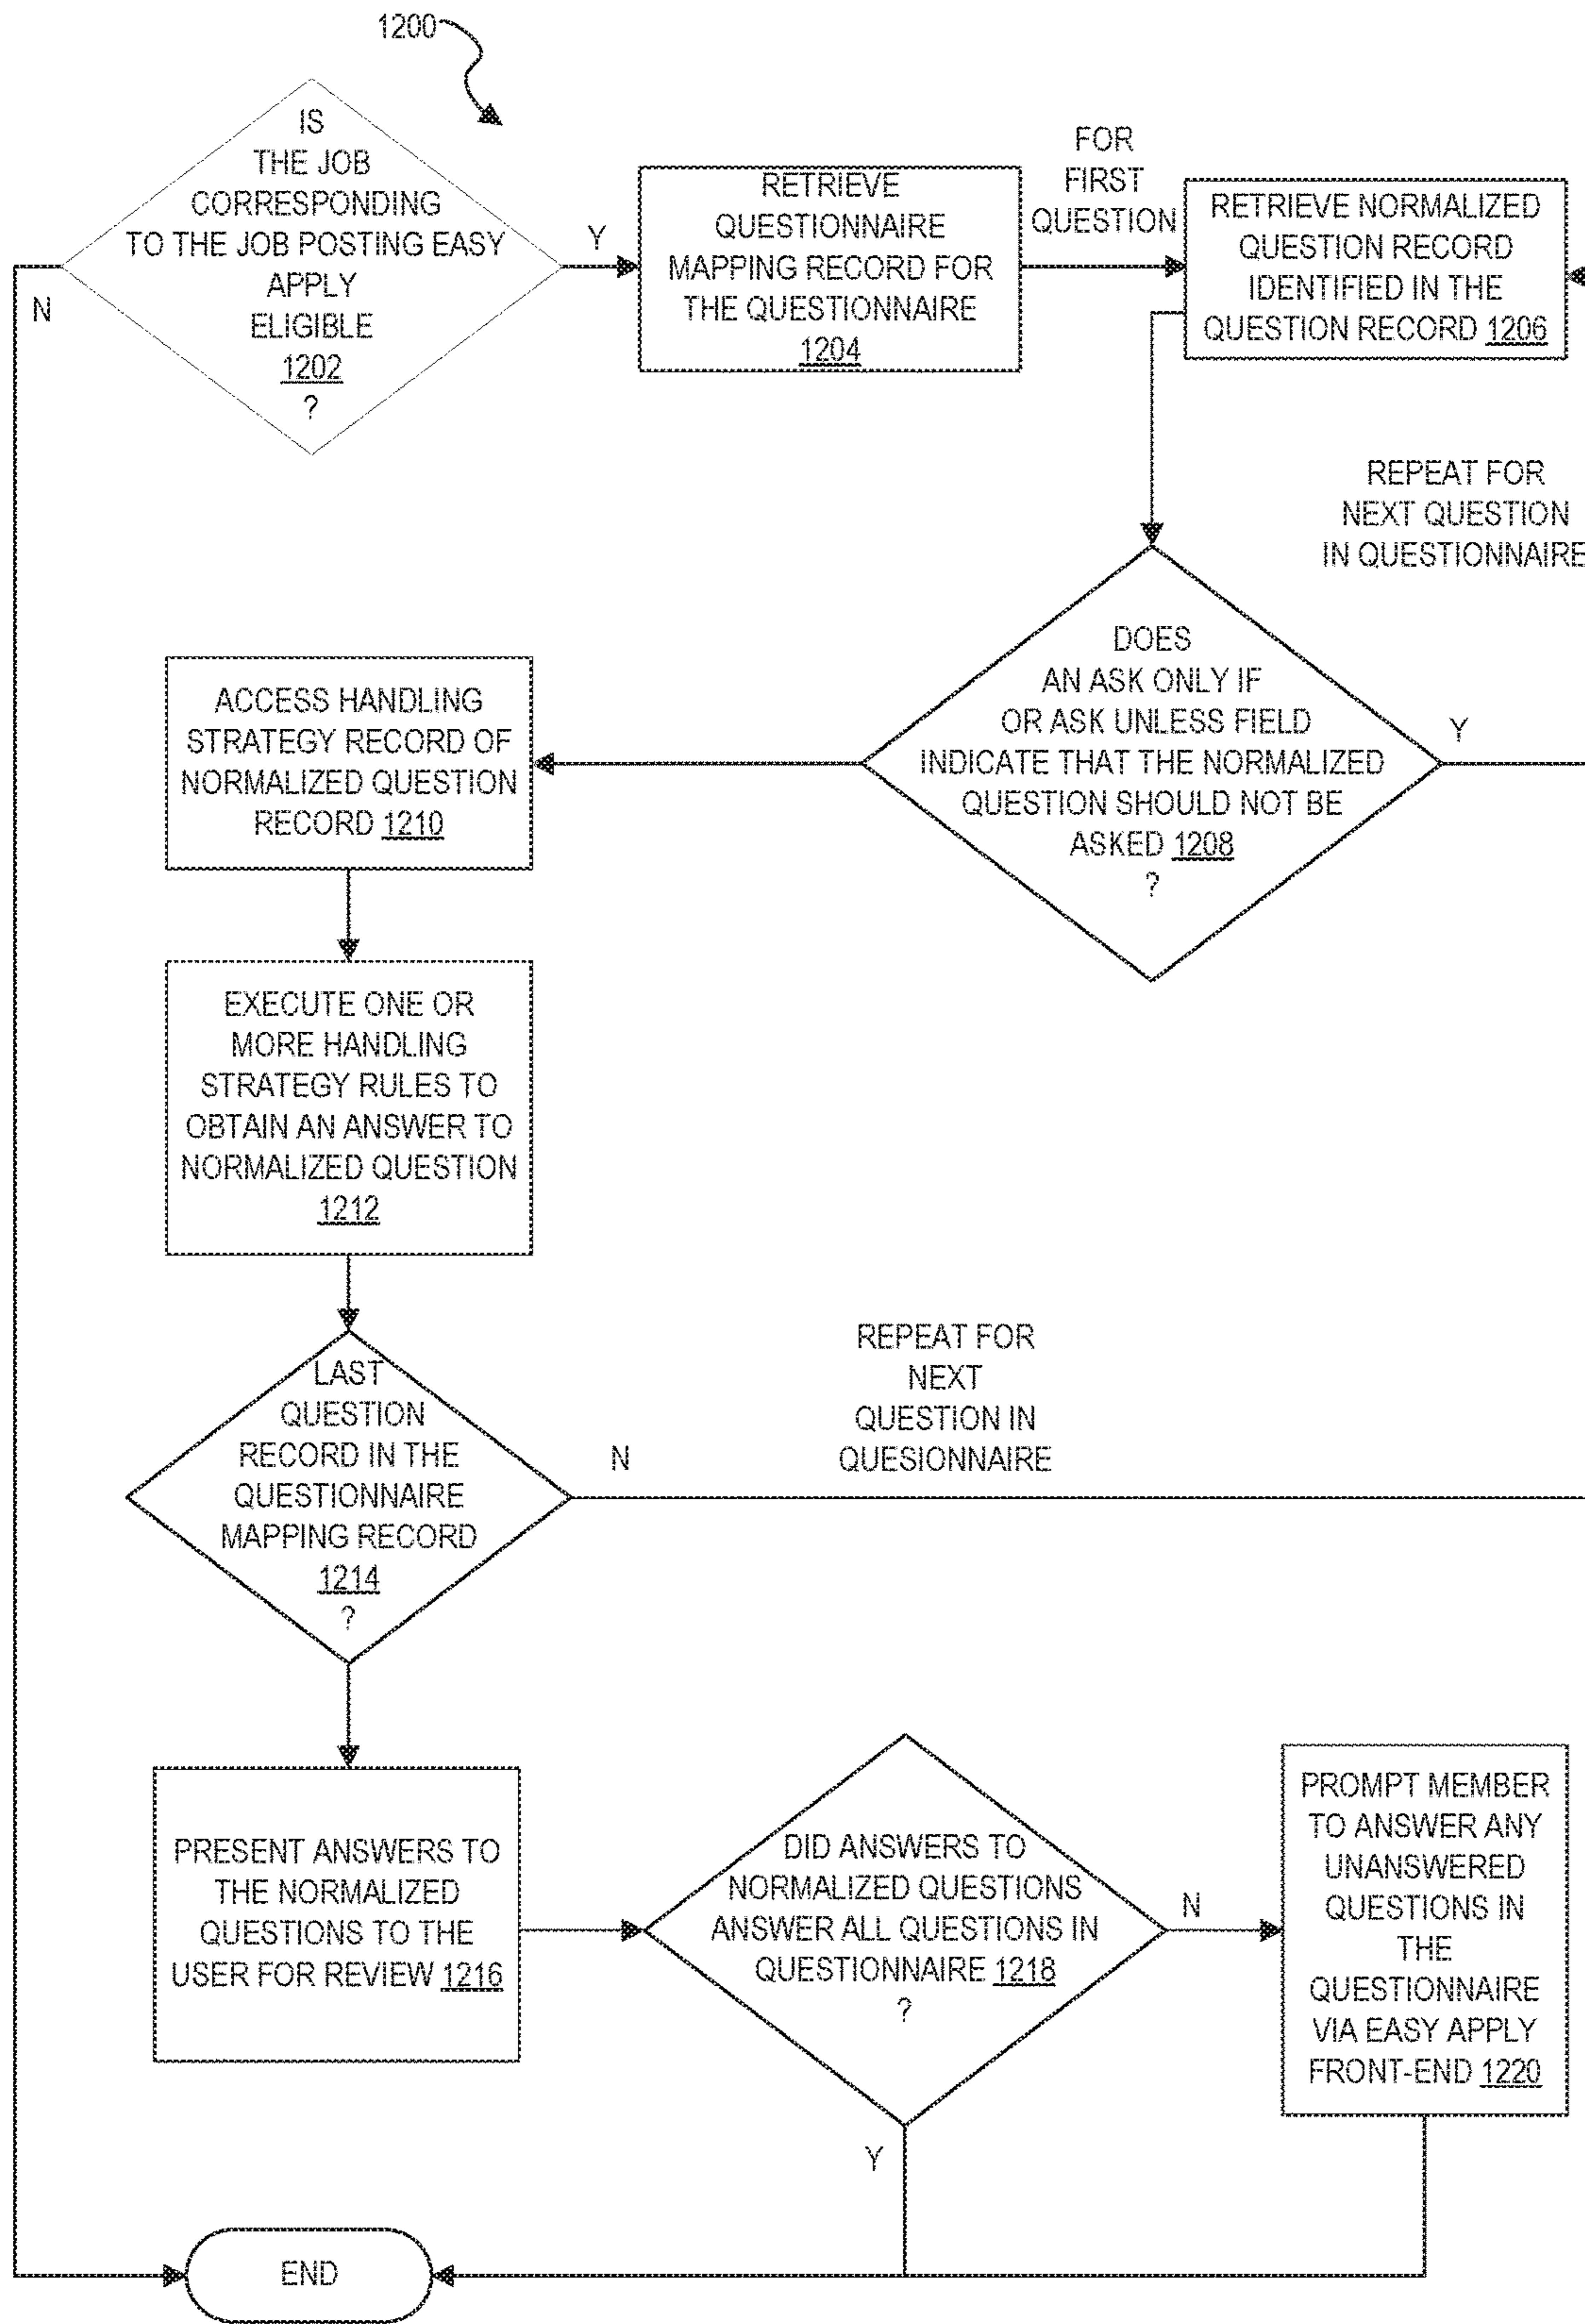 1200
IS
THE JOB
CORRESPONDING
TO THE JOB POSTING EASY
APPLY
ELIGIBLE
1202
?
Y
N
RETRIEVE
QUESTIONNAIRE
MAPPING RECORD FOR
THE QUESTIONNAIRE
1204
FOR
FIRST
QUESTION
RETRIEVE NORMALIZED
QUESTION RECORD
IDENTIFIED IN THE
QUESTION RECORD 1206
REPEAT FOR
NEXT QUESTION
IN QUESTIONNAIRE
DOES
AN ASK ONLY IF
OR ASK UNLESS FIELD
INDICATE THAT THE NORMALIZED
QUESTION SHOULD NOT BE
ASKED 1208
?
Y
ACCESS HANDLING
STRATEGY RECORD OF
NORMALIZED QUESTION
RECORD 1210
EXECUTE ONE OR
MORE HANDLING
STRATEGY RULES TO
OBTAIN AN ANSWER TO
NORMALIZED QUESTION
1212
LAST
QUESTION
RECORD IN THE
QUESTIONNAIRE
MAPPING RECORD
1214
?
N
REPEAT FOR
NEXT
QUESTION IN
QUESIONNAIRE
PRESENT ANSWERS TO
THE NORMALIZED
QUESTIONS TO THE
USER FOR REVIEW 1216
DID ANSWERS TO
NORMALIZED QUESTIONS
ANSWER ALL QUESTIONS IN
QUESTIONNAIRE 1218
?
N
Y
PROMPT MEMBER
TO ANSWER ANY
UNANSWERED
QUESTIONS IN
THE
QUESTIONNAIRE
VIA EASY APPLY
FRONT-END 1220
END